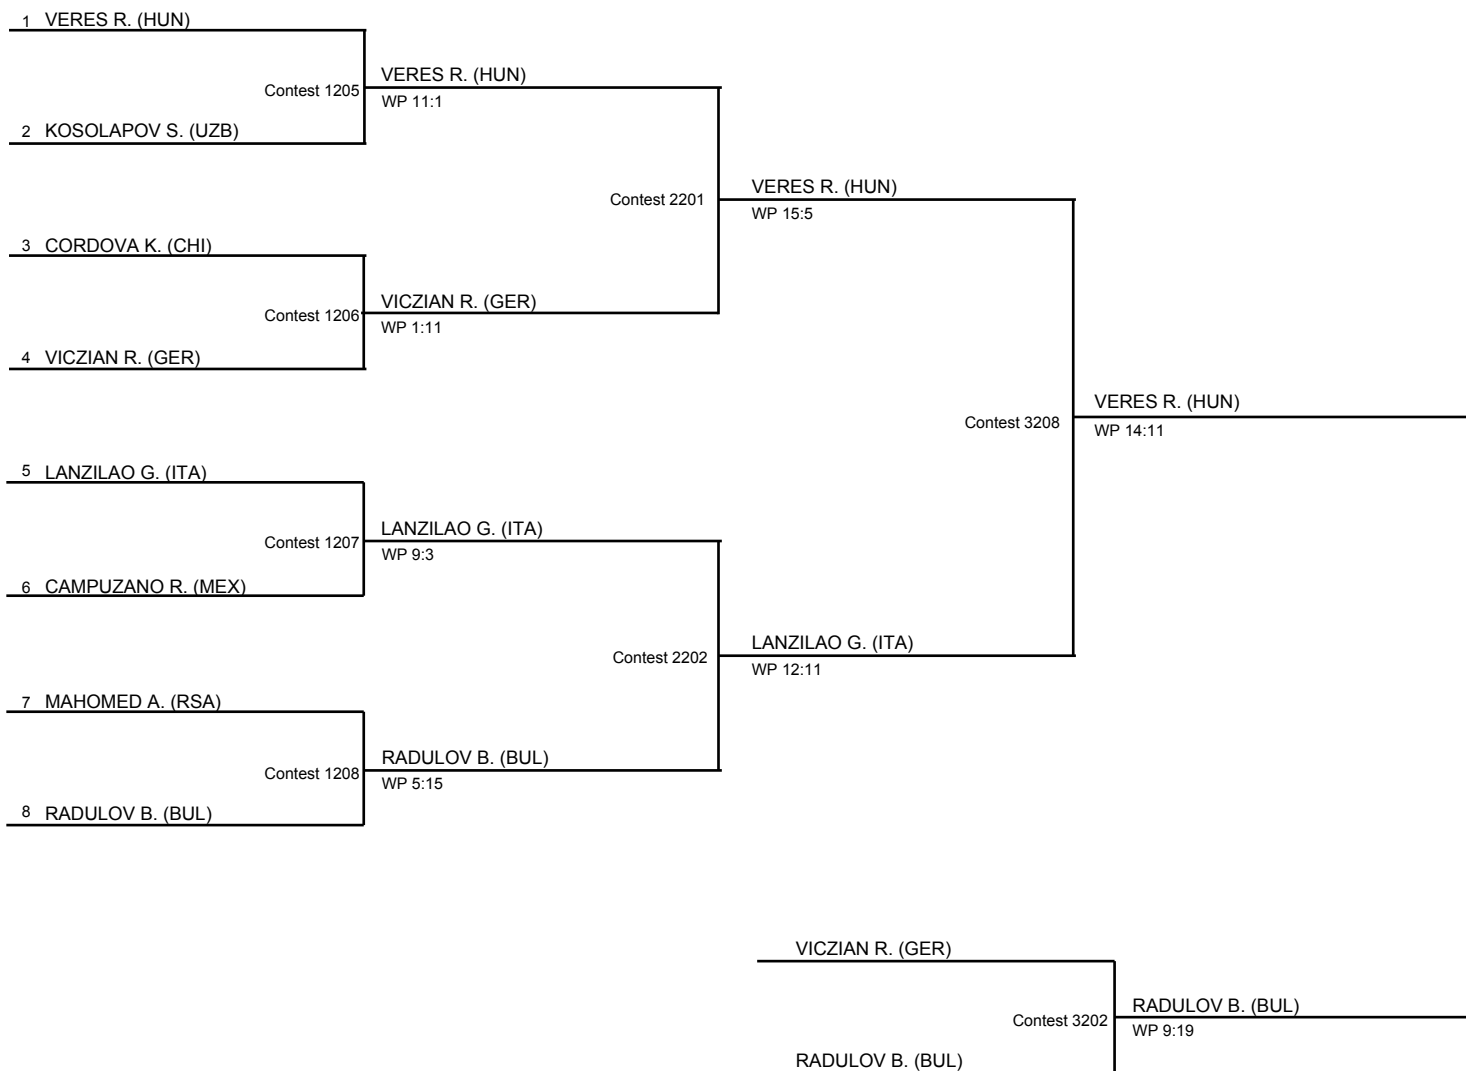 1 VERES R. (HUN)
Contest 1205
VERES R. (HUN)
WP 11:1
2 KOSOLAPOV S. (UZB)
Contest 2201
VERES R. (HUN)
WP 15:5
3 CORDOVA K. (CHI)
Contest 1206
VICZIAN R. (GER)
WP 1:11
4 VICZIAN R. (GER)
Contest 3208
VERES R. (HUN)
WP 14:11
5 LANZILAO G. (ITA)
Contest 1207
LANZILAO G. (ITA)
WP 9:3
6 CAMPUZANO R. (MEX)
Contest 2202
LANZILAO G. (ITA)
WP 12:11
7 MAHOMED A. (RSA)
Contest 1208
RADULOV B. (BUL)
WP 5:15
8 RADULOV B. (BUL)
VICZIAN R. (GER)
Contest 3202
RADULOV B. (BUL)
WP 9:19
RADULOV B. (BUL)